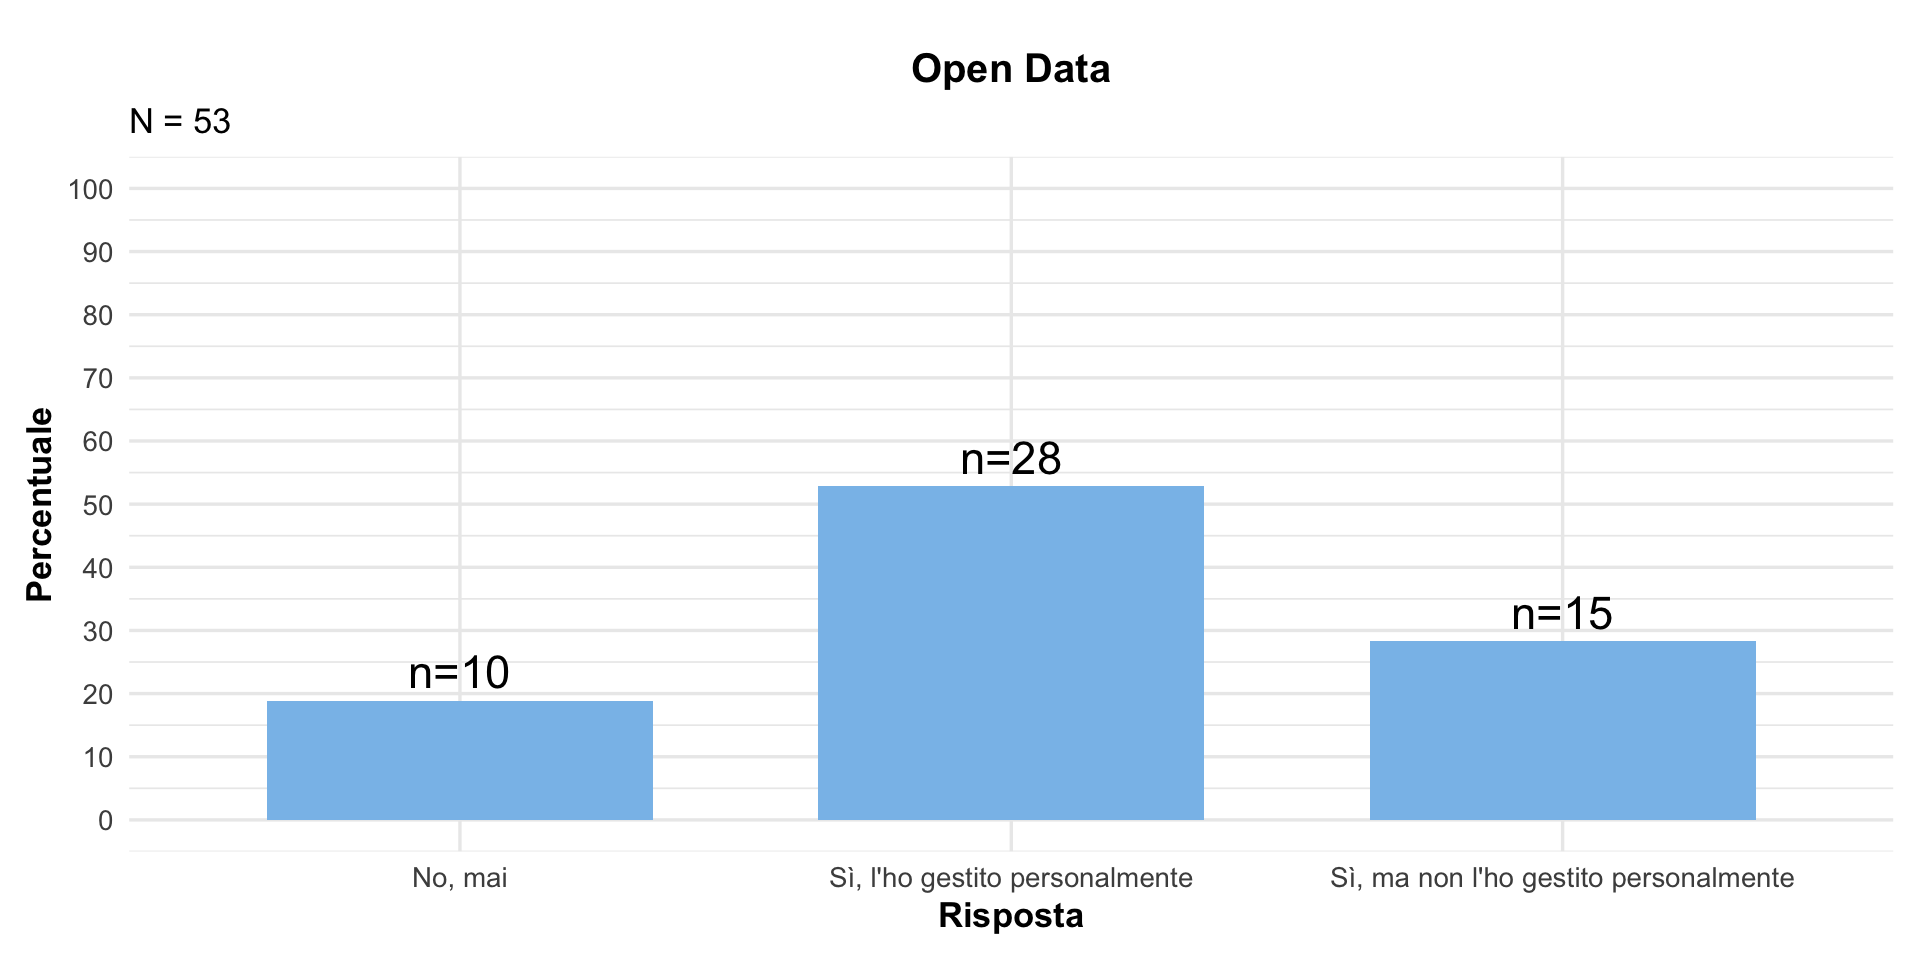 Open Data
N = 53
100
90
80
70
60
50
40
30
20
10
0
Percentuale
n=10
n=28
n=15
No, mai
Sì, l'ho gestito personalmente
Sì, ma non l'ho gestito personalmente
Risposta